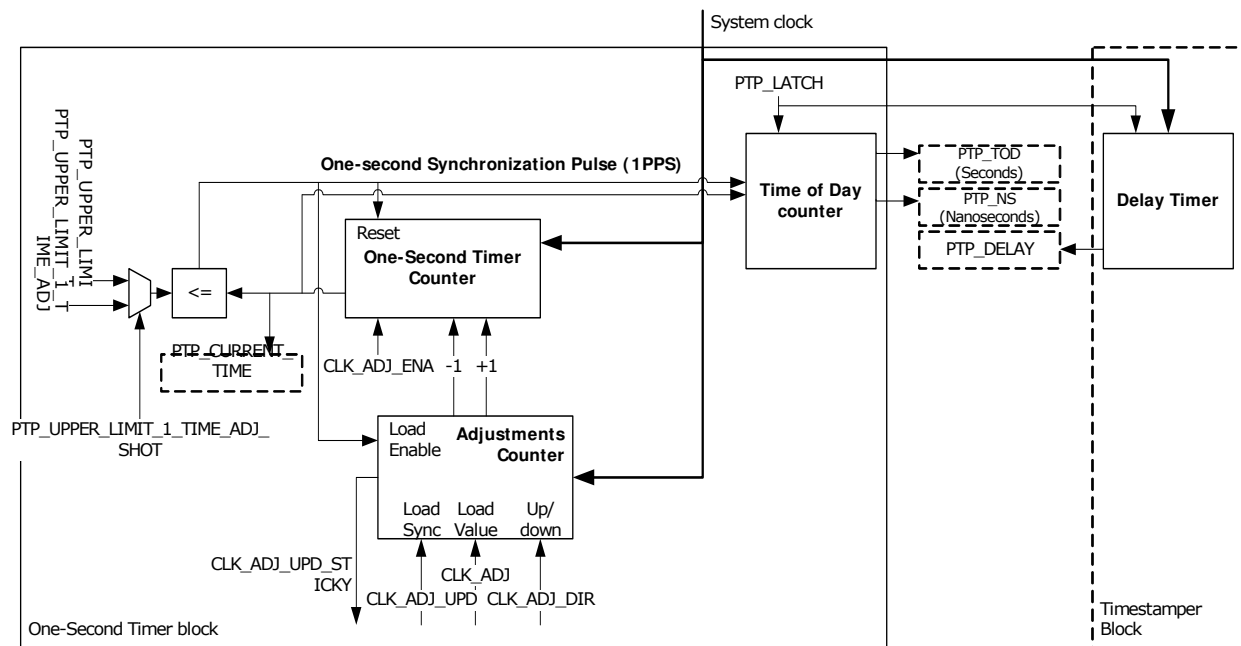 System clock
PTP_LATCH
PTP_UPPER_LIMI
T
PTP_UPPER_LIMIT_1_T
IME_ADJ
One-second Synchronization Pulse (1PPS)
Time of Day
counter
PTP_TOD
(Seconds)
PTP_NS
(Nanoseconds)
PTP_DELAY
Delay Timer
Reset
One-Second Timer
Counter
<=
PTP_CURRENT_
TIME
CLK_ADJ_ENA
-1
+1
PTP_UPPER_LIMIT_1_TIME_ADJ_
SHOT
Load
Enable
Adjustments
Counter
Load
Sync
Load
Value
Up/
down
CLK_ADJ_UPD_ST
ICKY
CLK_ADJ
CLK_ADJ_UPD
CLK_ADJ_DIR
One-Second Timer block
Timestamper
Block